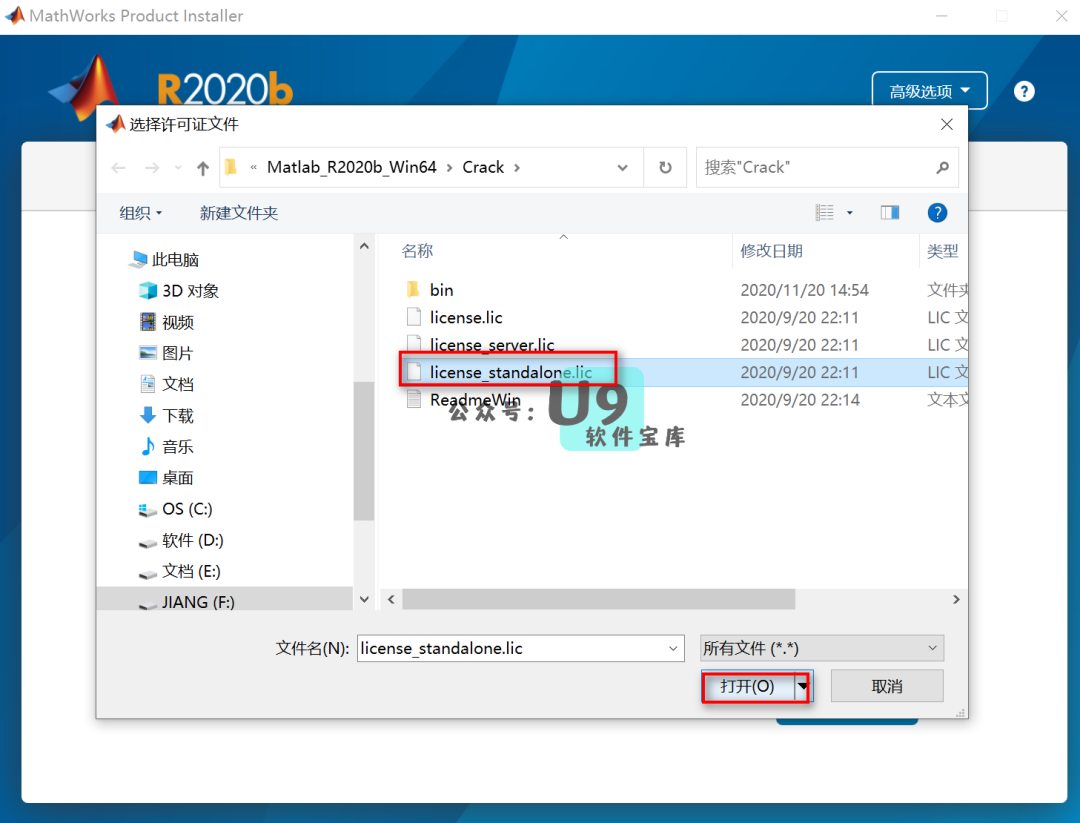 MathWorks Product Installer
R2020b
高级选项
?
选择许可证文件
« Matlab_R2020b_Win64 › Crack ›
搜索"Crack"
组织
新建文件夹
?
名称
修改日期
类型
此电脑
3D 对象
视频
图片
文档
下载
音乐
桌面
OS (C:)
软件 (D:)
文档 (E:)
JIANG (F:)
bin 2020/11/20 14:54 文件夹
license.lic 2020/9/20 22:11 LIC 文
license_server.lic 2020/9/20 22:11 LIC 文
license_standalone.lic 2020/9/20 22:11 LIC 文
ReadmeWin 2020/9/20 22:14 文本文
公众号: U9
软件宝库
文件名(N): license_standalone.lic
所有文件 (*.*)
打开(O)
取消